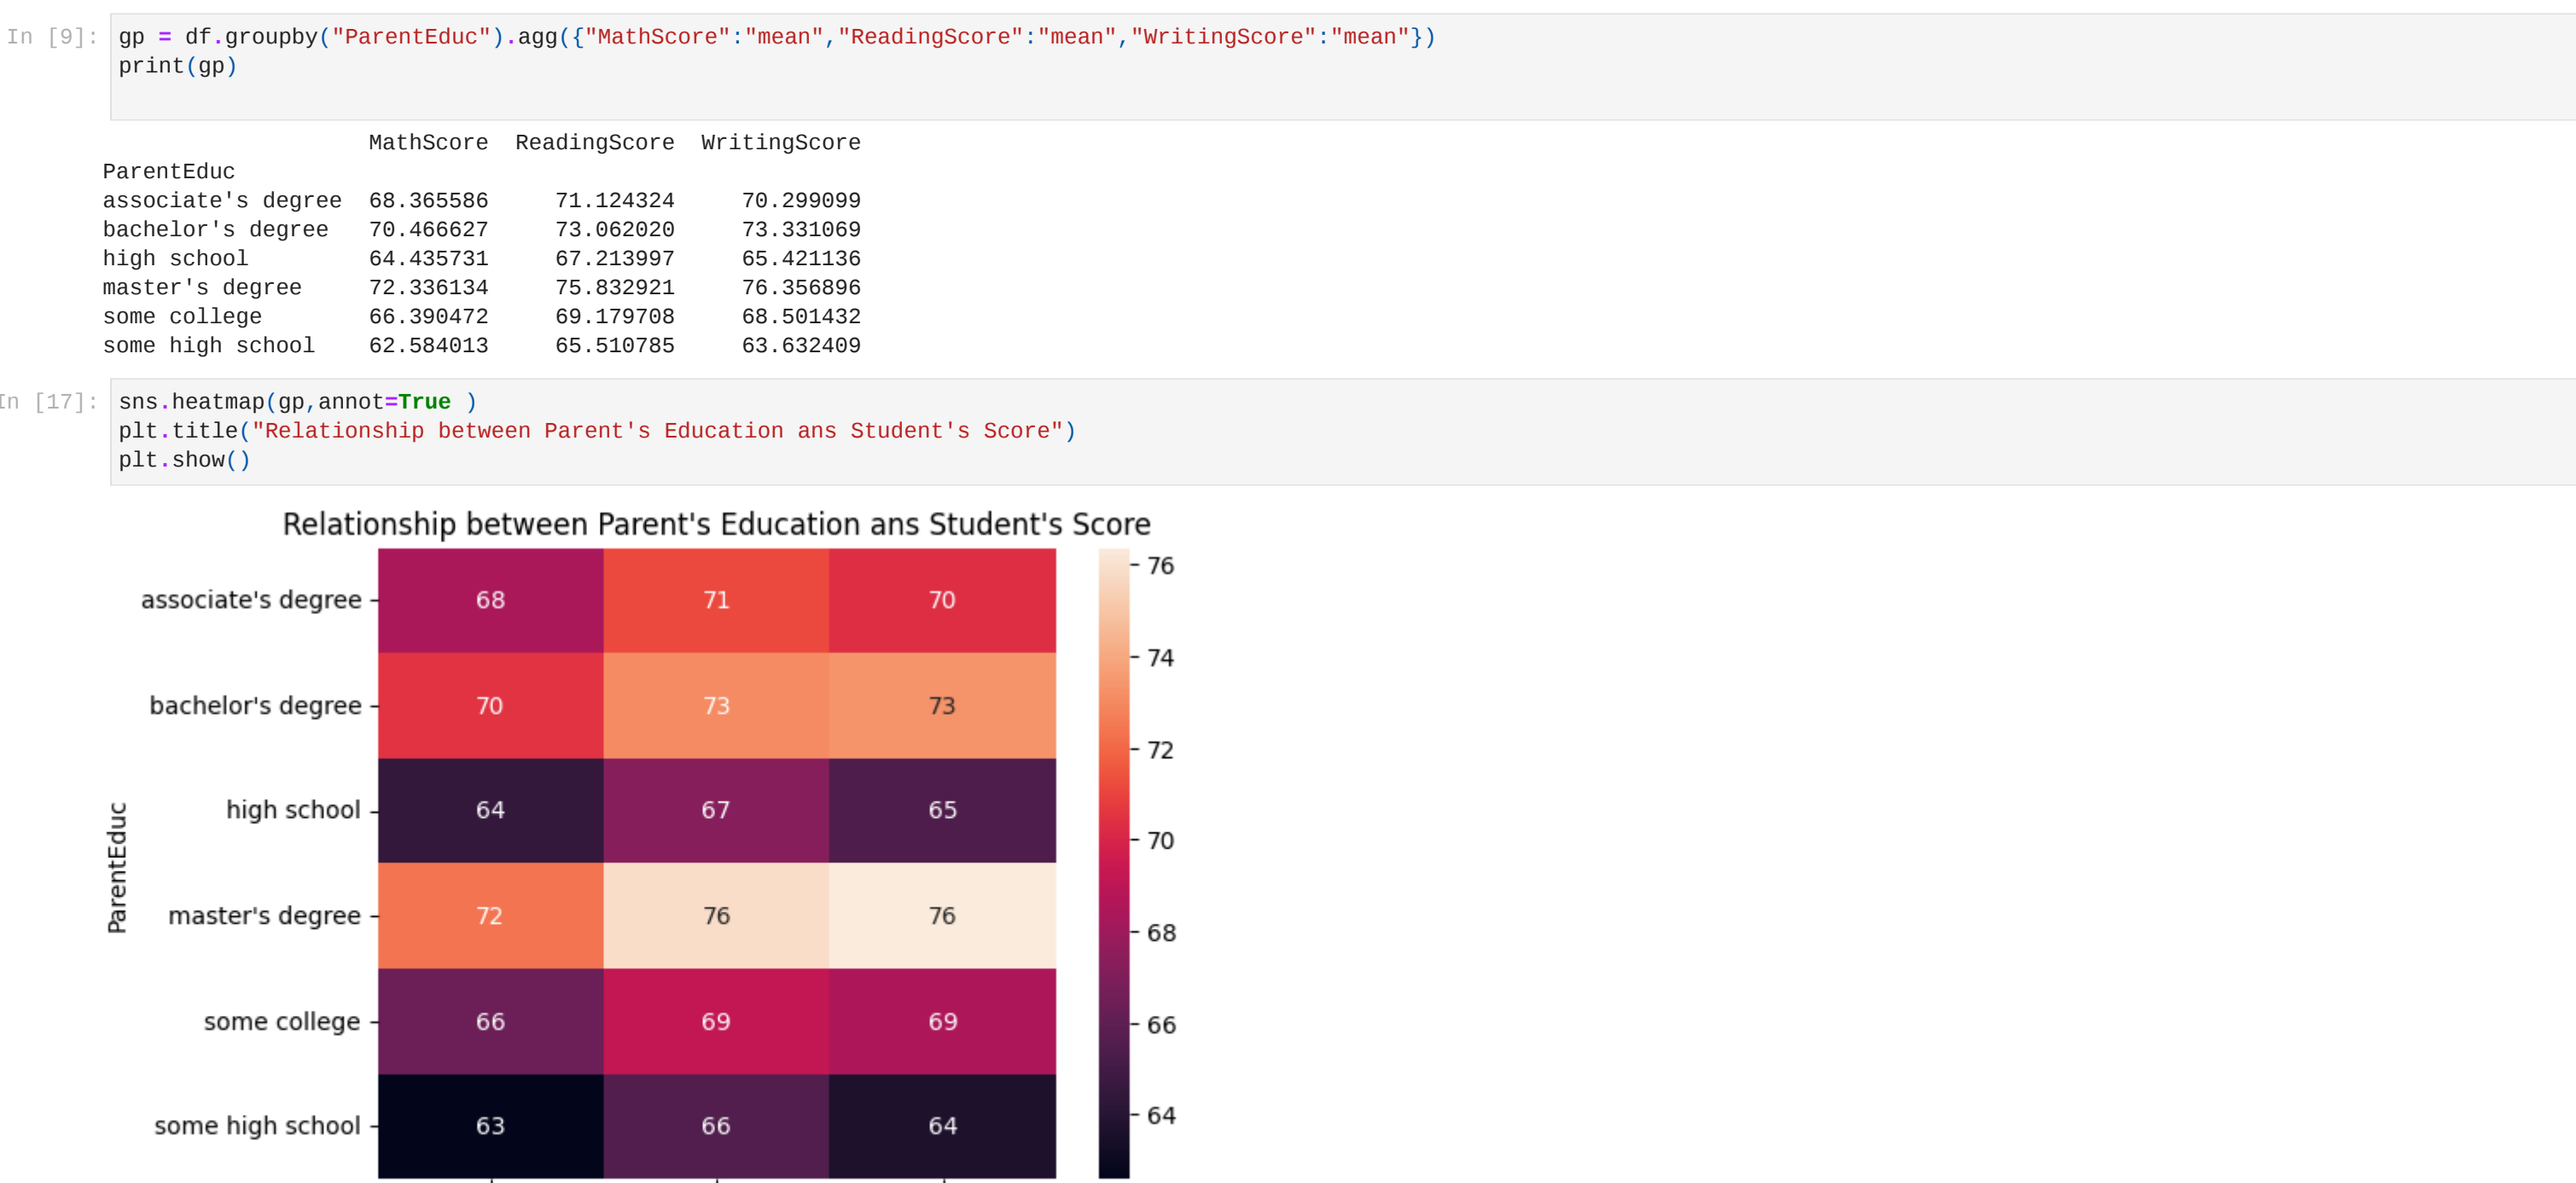 In [9]: gp = df.groupby("ParentEduc").agg({"MathScore":"mean","ReadingScore":"mean","WritingScore":"mean"})
print(gp)
MathScore ReadingScore WritingScore
ParentEduc
associate's degree 68.365586 71.124324 70.299099
bachelor's degree 70.466627 73.062020 73.331069
high school 64.435731 67.213997 65.421136
master's degree 72.336134 75.832921 76.356896
some college 66.390472 69.179708 68.501432
some high school 62.584013 65.510785 63.632409
In [17]: sns.heatmap(gp,annot=True )
plt.title("Relationship between Parent's Education ans Student's Score")
plt.show()
Relationship between Parent's Education ans Student's Score
associate's degree 68 71 70
bachelor's degree 70 73 73
high school 64 67 65
master's degree 72 76 76
some college 66 69 69
some high school 63 66 64
ParentEduc
76
74
72
70
68
66
64